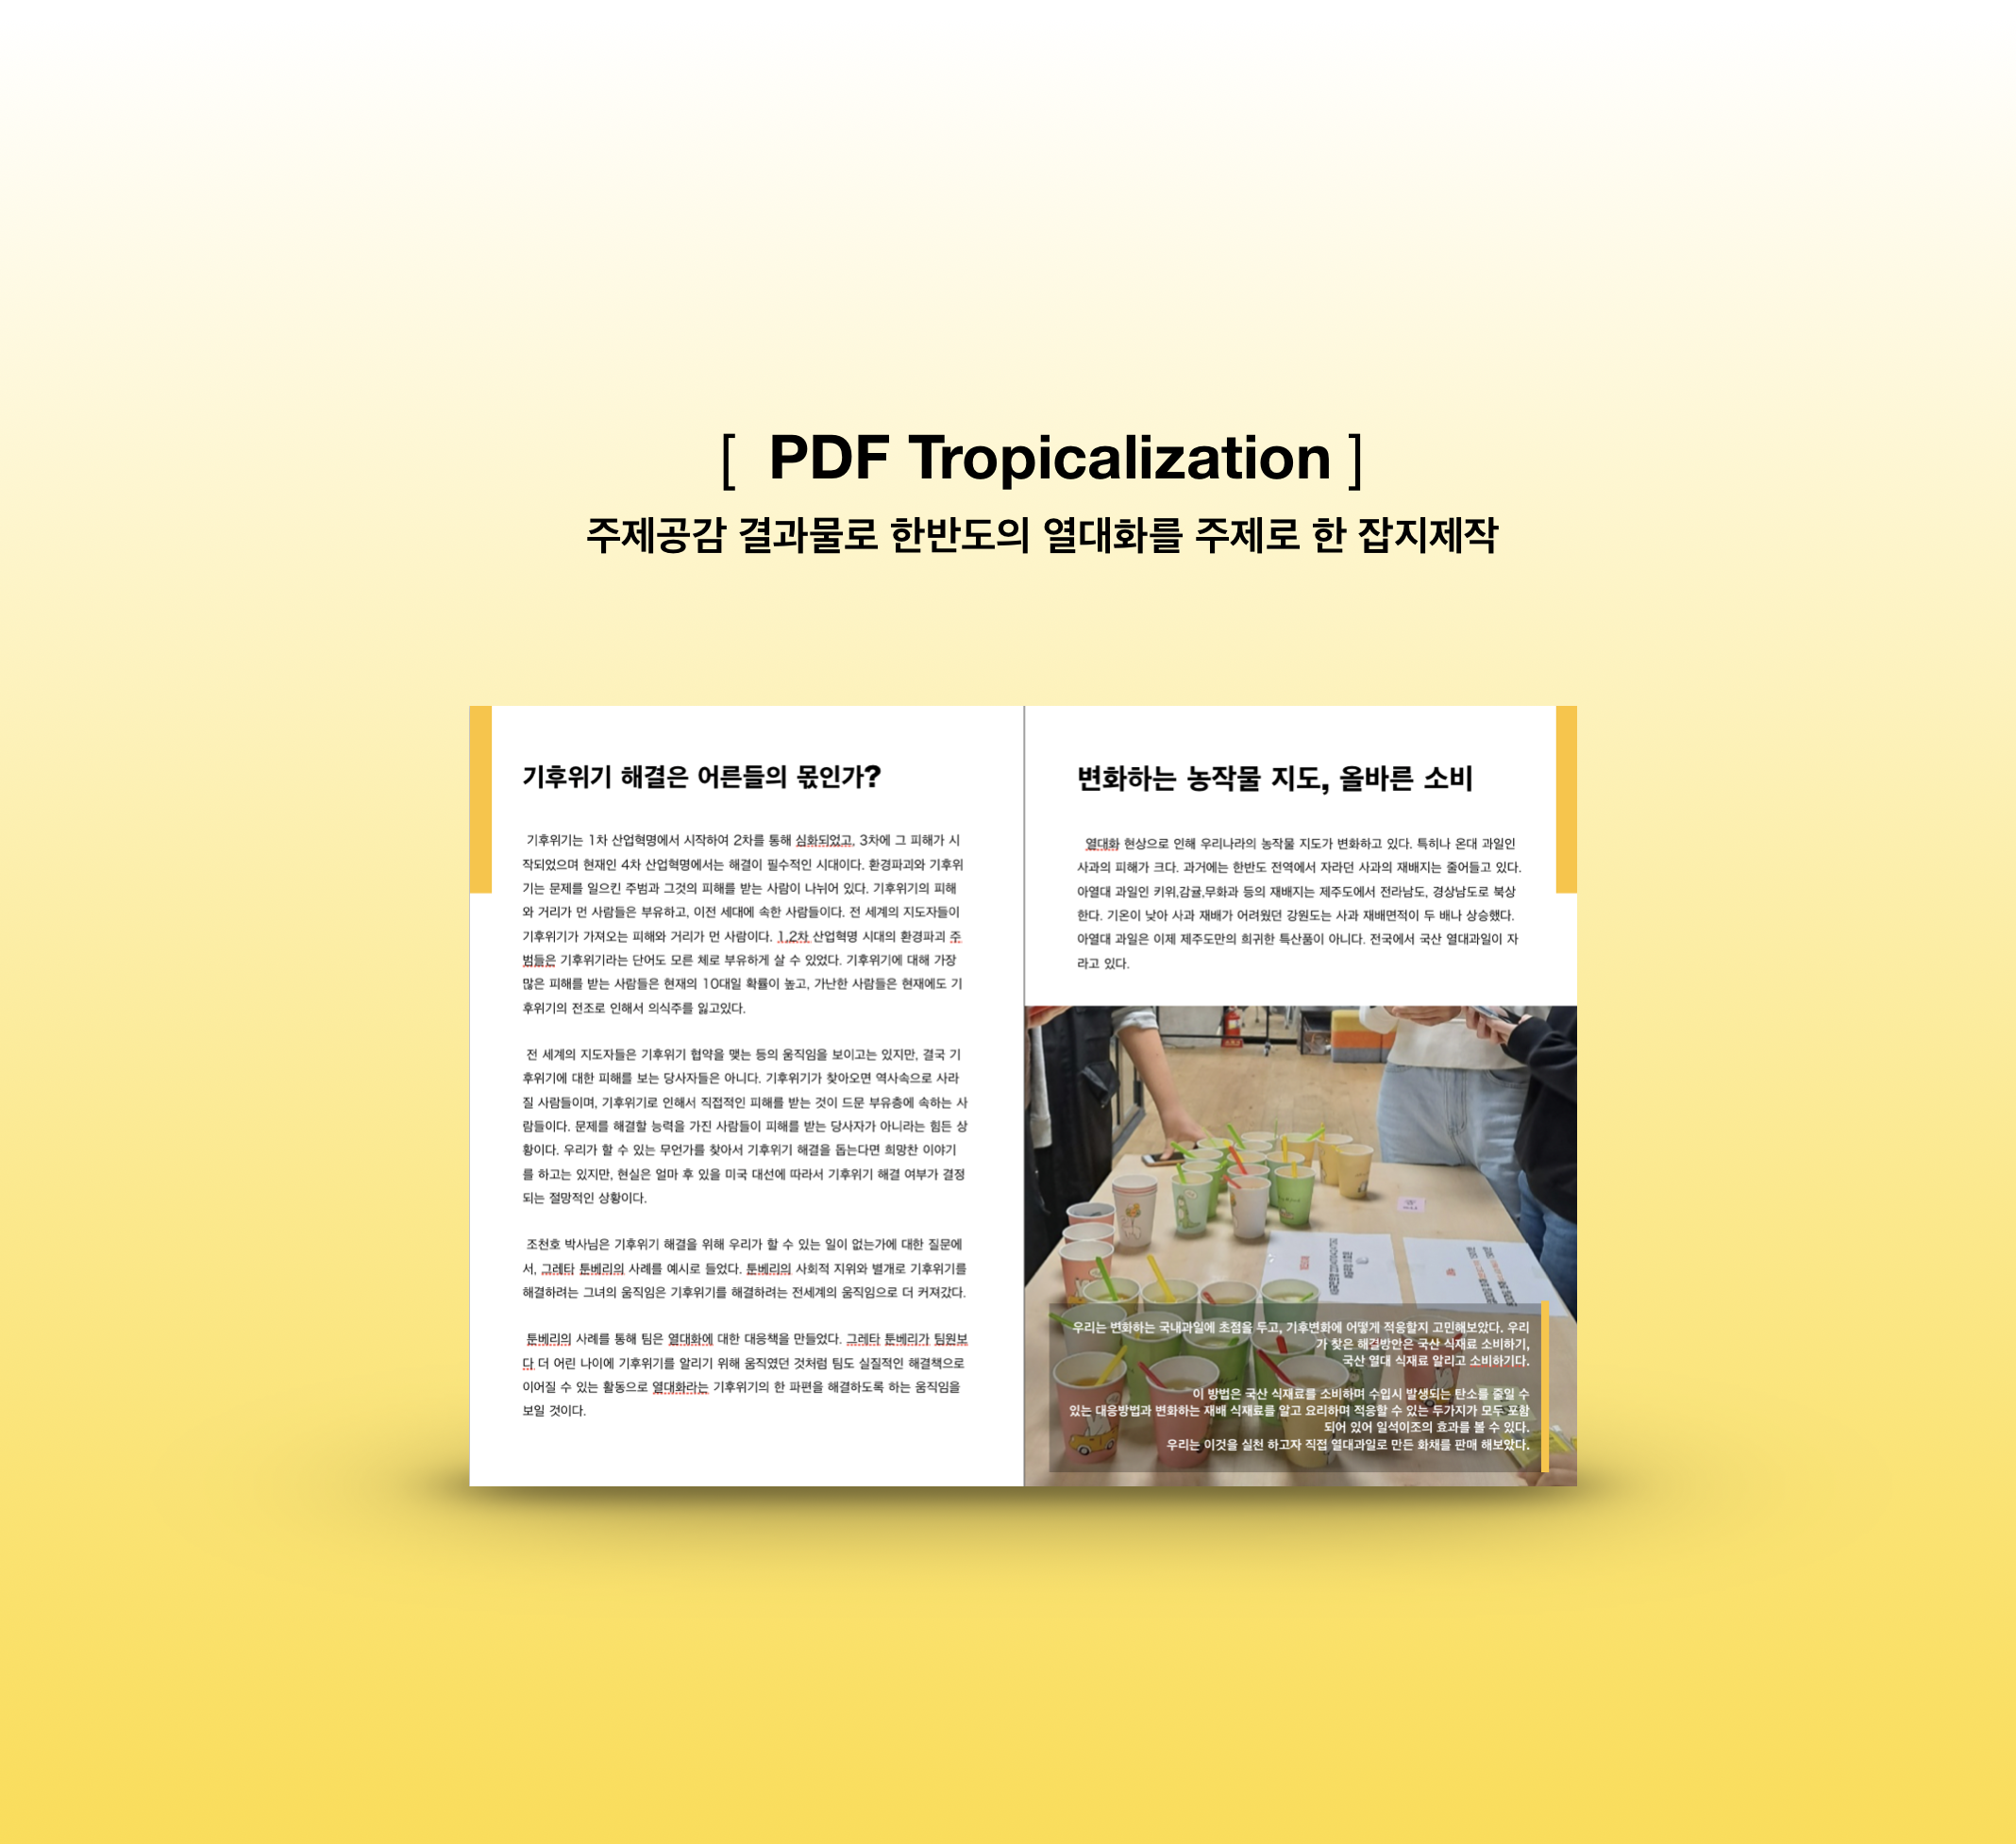 [ PDF Tropicalization ]
주제공감 결과물로 한반도의 열대화를 주제로 한 잡지제작
기후위기 해결은 어른들의 몫인가?
기후위기는 1차 산업혁명에서 시작하여 2차를 통해 심화되었고, 3차에 그 피해가 시
작되었으며 현재인 4차 산업혁명에서는 해결이 필수적인 시대이다. 환경파괴와 기후위
기는 문제를 일으킨 주범과 그것의 피해를 받는 사람이 나뉘어 있다. 기후위기의 피해
와 거리가 먼 사람들은 부유하고, 이전 세대에 속한 사람들이다. 전 세계의 지도자들이
기후위기가 가져오는 피해와 거리가 먼 사람이다. 1,2차 산업혁명 시대의 환경파괴 주
범들은 기후위기라는 단어도 모른 체로 부유하게 살 수 있었다. 기후위기에 대해 가장
많은 피해를 받는 사람들은 현재의 10대일 확률이 높고, 가난한 사람들은 현재에도 기
후위기의 전조로 인해서 의식주를 잃고있다.
전 세계의 지도자들은 기후위기 협약을 맺는 등의 움직임을 보이고는 있지만, 결국 기
후위기에 대한 피해를 보는 당사자들은 아니다. 기후위기가 찾아오면 역사속으로 사라
질 사람들이며, 기후위기로 인해서 직접적인 피해를 받는 것이 드문 부유층에 속하는 사
람들이다. 문제를 해결할 능력을 가진 사람들이 피해를 받는 당사자가 아니라는 힘든 상
황이다. 우리가 할 수 있는 무언가를 찾아서 기후위기 해결을 돕는다면 희망찬 이야기
를 하고는 있지만, 현실은 얼마 후 있을 미국 대선에 따라서 기후위기 해결 여부가 결정
되는 절망적인 상황이다.
조천호 박사님은 기후위기 해결을 위해 우리가 할 수 있는 일이 없는가에 대한 질문에
서, 그레타 툰베리의 사례를 예시로 들었다. 툰베리의 사회적 지위와 별개로 기후위기를
해결하려는 그녀의 움직임은 기후위기를 해결하려는 전세계의 움직임으로 더 커져갔다.
툰베리의 사례를 통해 팀은 열대화에 대한 대응책을 만들었다. 그레타 툰베리가 팀원보
다 더 어린 나이에 기후위기를 알리기 위해 움직였던 것처럼 팀도 실질적인 해결책으로
이어질 수 있는 활동으로 열대화라는 기후위기의 한 파편을 해결하도록 하는 움직임을
보일 것이다.
변화하는 농작물 지도, 올바른 소비
열대화 현상으로 인해 우리나라의 농작물 지도가 변화하고 있다. 특히나 온대 과일인
사과의 피해가 크다. 과거에는 한반도 전역에서 자라던 사과의 재배지는 줄어들고 있다.
아열대 과일인 키위,감귤,무화과 등의 재배지는 제주도에서 전라남도, 경상남도로 북상
한다. 기온이 낮아 사과 재배가 어려웠던 강원도는 사과 재배면적이 두 배나 상승했다.
아열대 과일은 이제 제주도만의 희귀한 특산품이 아니다. 전국에서 국산 열대과일이 자
라고 있다.
우리는 변화하는 국내과일에 초점을 두고, 기후변화에 어떻게 적응할지 고민해보았다. 우리
가 찾은 해결방안은 국산 식재료 소비하기,
국산 열대 식재료 알리고 소비하기다.
이 방법은 국산 식재료를 소비하며 수입시 발생되는 탄소를 줄일 수
있는 대응방법과 변화하는 재배 식재료를 알고 요리하며 적응할 수 있는 두가지가 모두 포함
되어 있어 일석이조의 효과를 볼 수 있다.
우리는 이것을 실천 하고자 직접 열대과일로 만든 화채를 판매 해보았다.